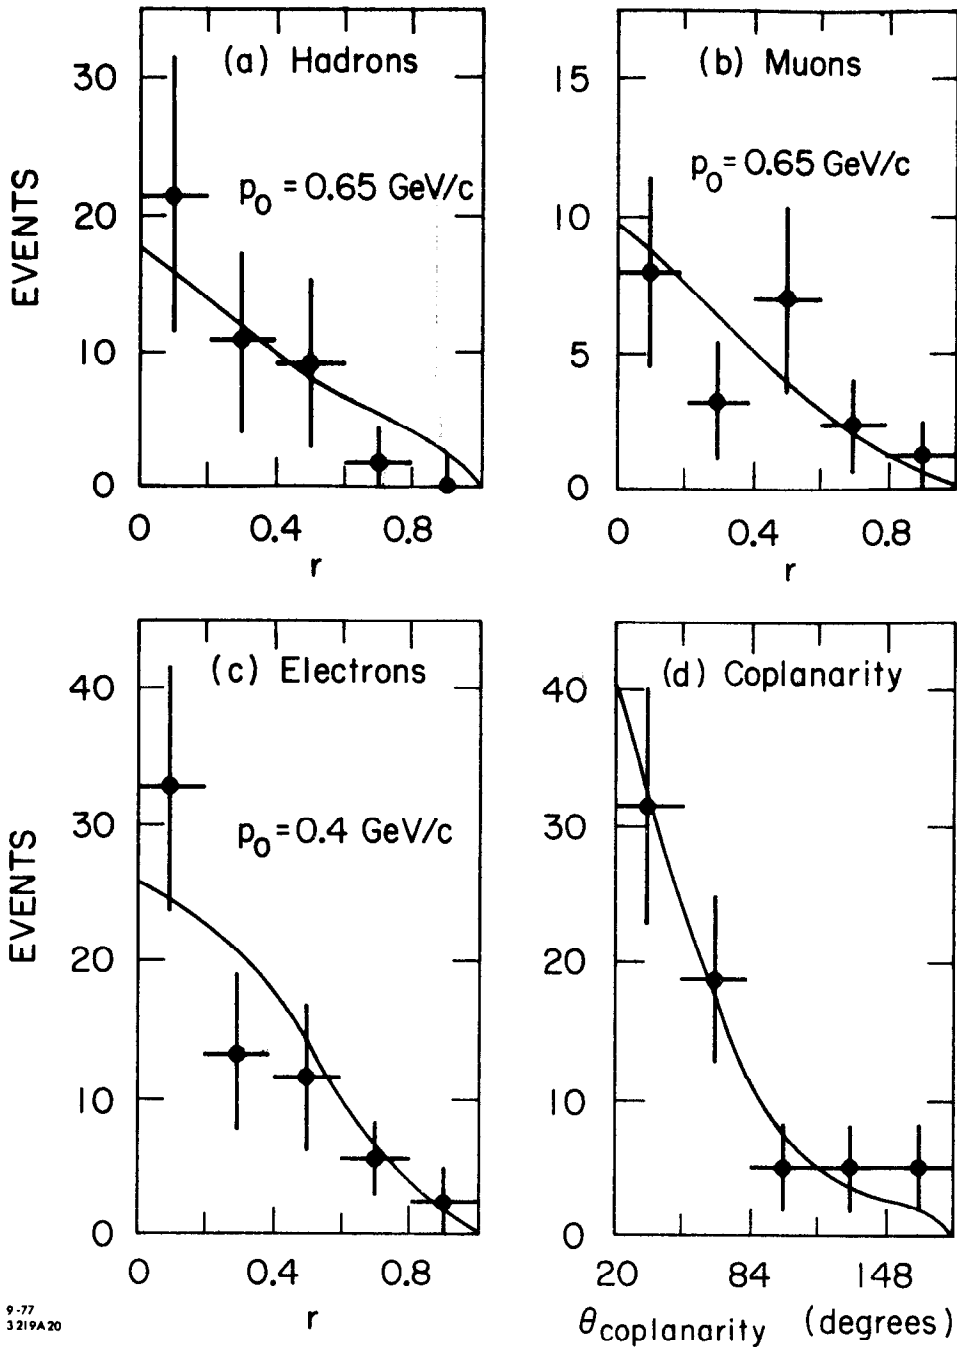 (a) Hadrons
p0 = 0.65 GeV/c
EVENTS
30
20
10
0
0 0.4 0.8
r
(b) Muons
p0 = 0.65 GeV/c
15
10
5
0
0 0.4 0.8
r
(c) Electrons
p0 = 0.4 GeV/c
EVENTS
40
30
20
10
0
0 0.4 0.8
r
(d) Coplanarity
40
30
20
10
0
20 84 148
θcoplanarity (degrees)
9-77
3219A20